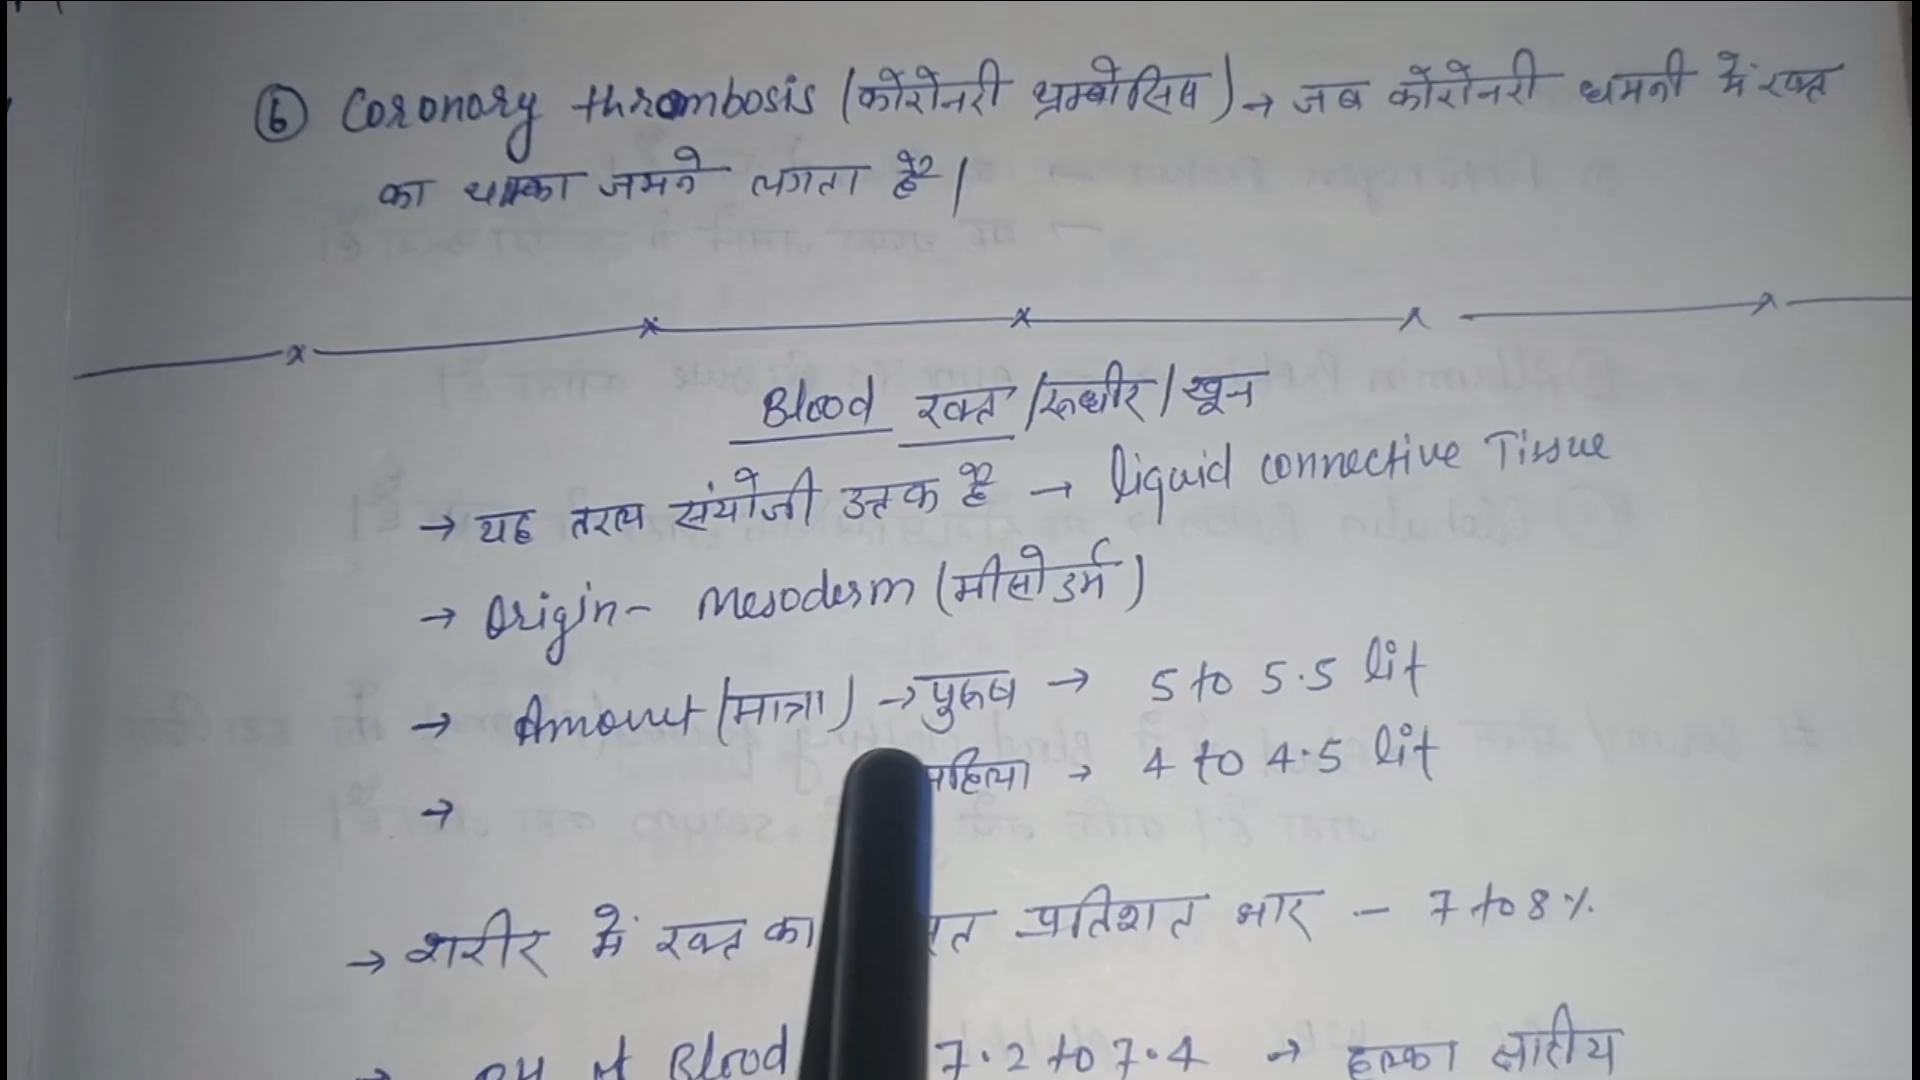 ⑥ Coronary thrombosis (कोरोनरी थ्रम्बोसिस) → जब कोरोनरी धमनी में रक्त
का थक्का जमने लगता है|
Blood रक्त /रूधीर/खून
→ यह तरल संयोजी उत्तक है → liquid connective Tissue
→ Origin - Mesoderm (मीसोडर्म)
→ Amount (मात्रा) → पुरूष → 5 to 5.5 lit
महिला → 4 to 4.5 lit
→
→ शरीर में रक्त का प्रतिशत भार - 7 to 8%
→ PH of Blood 7.2 to 7.4 → हल्का क्षारीय